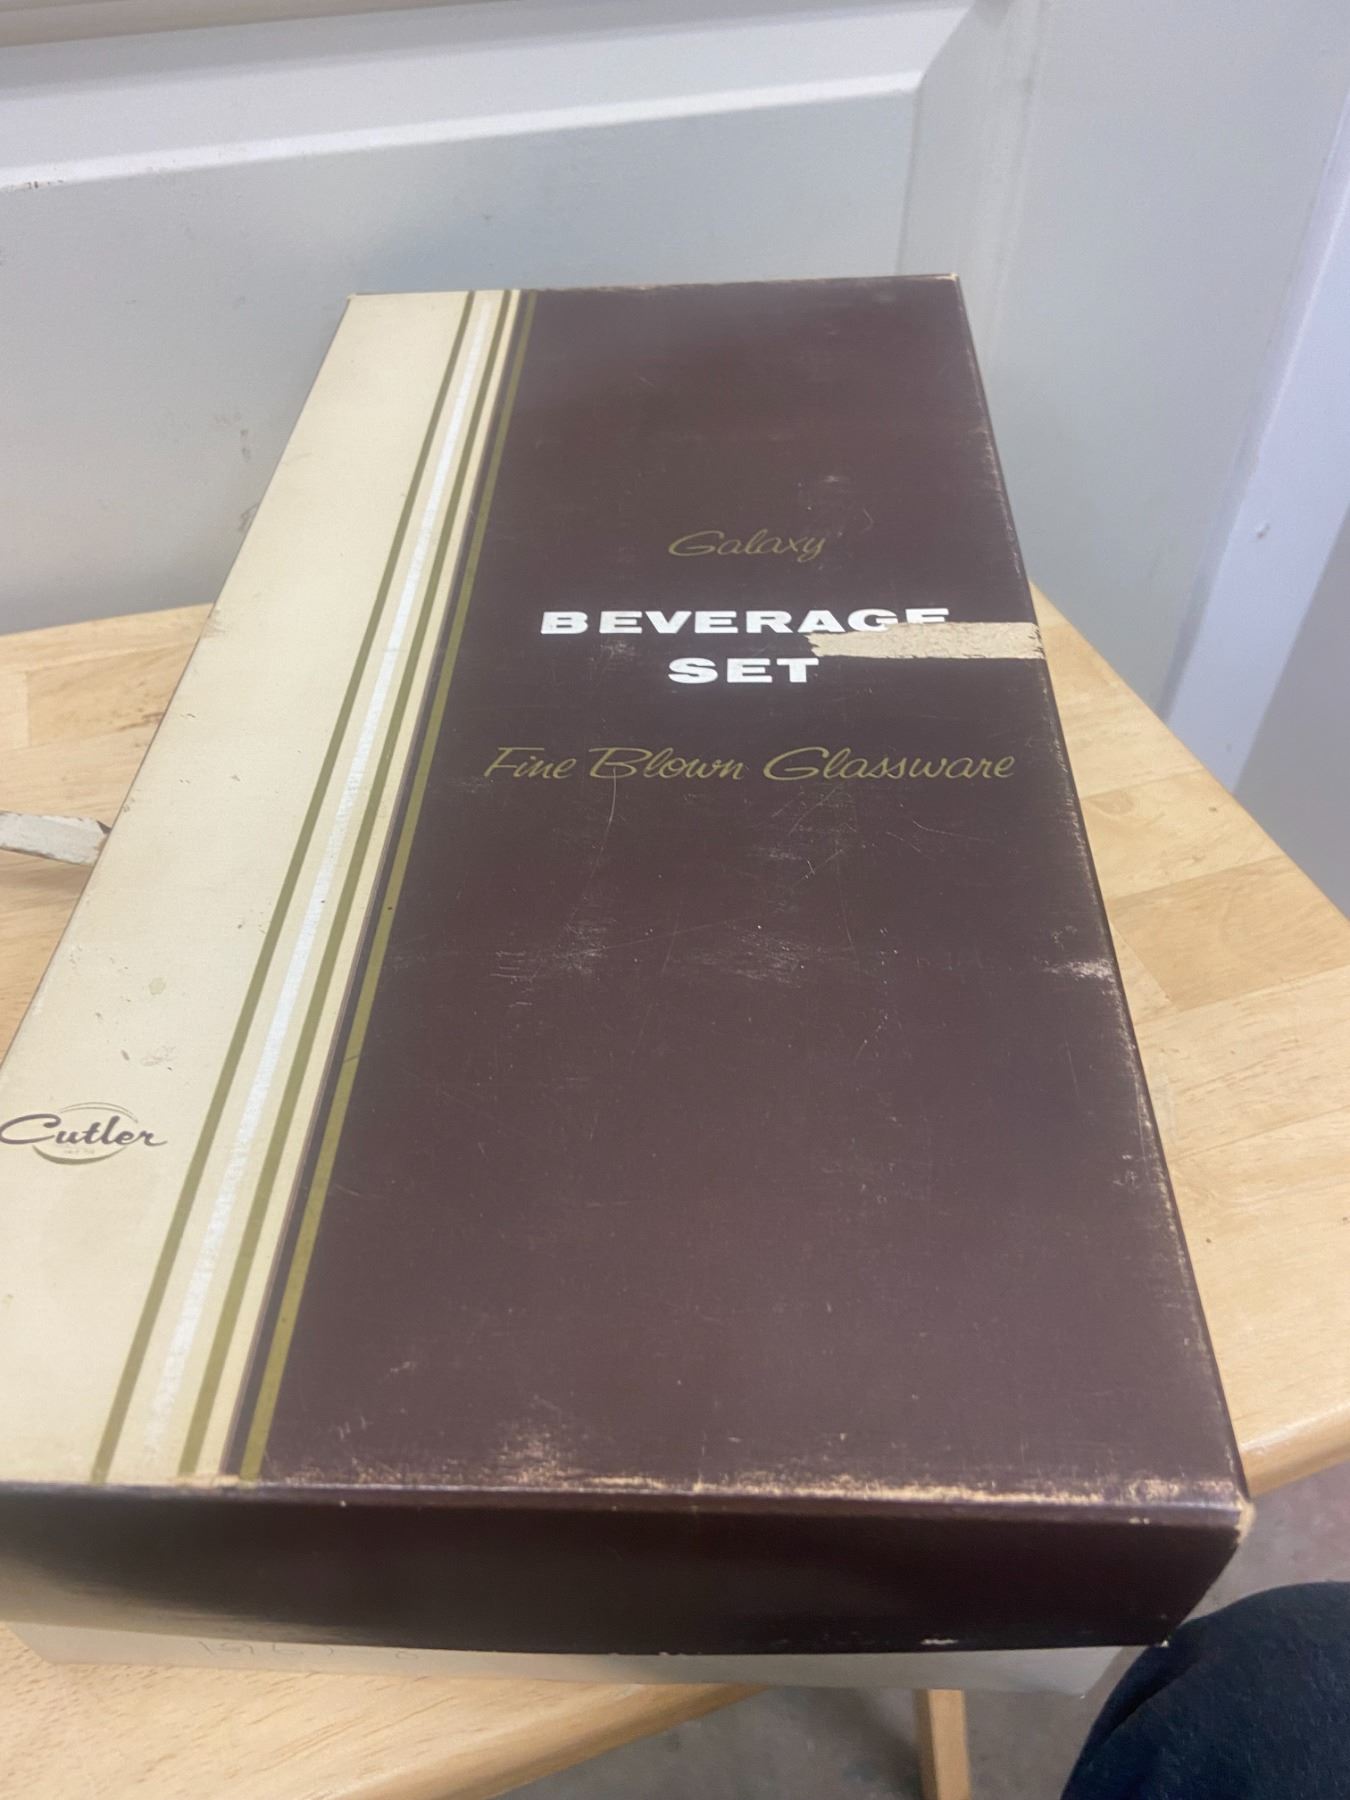 Galaxy
BEVERAGE
SET
Fine Blown Glassware
Cutler